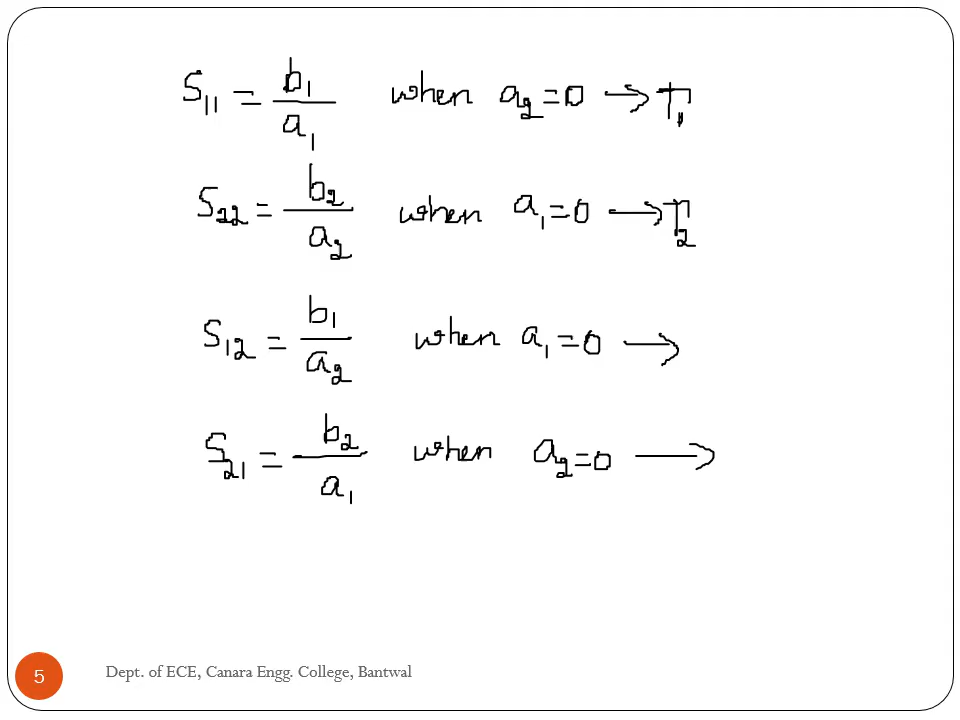 S₁₁ = b₁/a₁ when a₂=0 → Γ₁
S₂₂ = b₂/a₂ when a₁=0 → Γ₂
S₁₂ = b₁/a₂ when a₁=0 →
S₂₁ = b₂/a₁ when a₂=0 →
5 Dept. of ECE, Canara Engg. College, Bantwal